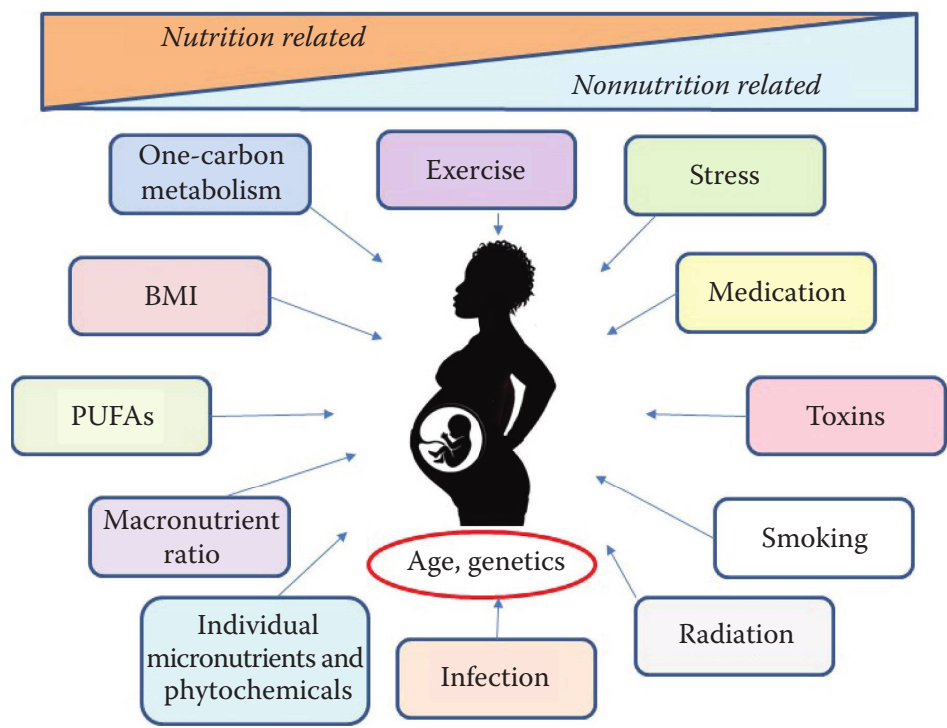 Nutrition related
Nonnutrition related
One-carbon
metabolism
Exercise
Stress
BMI
Medication
PUFAs
Toxins
Macronutrient
ratio
Smoking
Age, genetics
Individual
micronutrients and
phytochemicals
Infection
Radiation